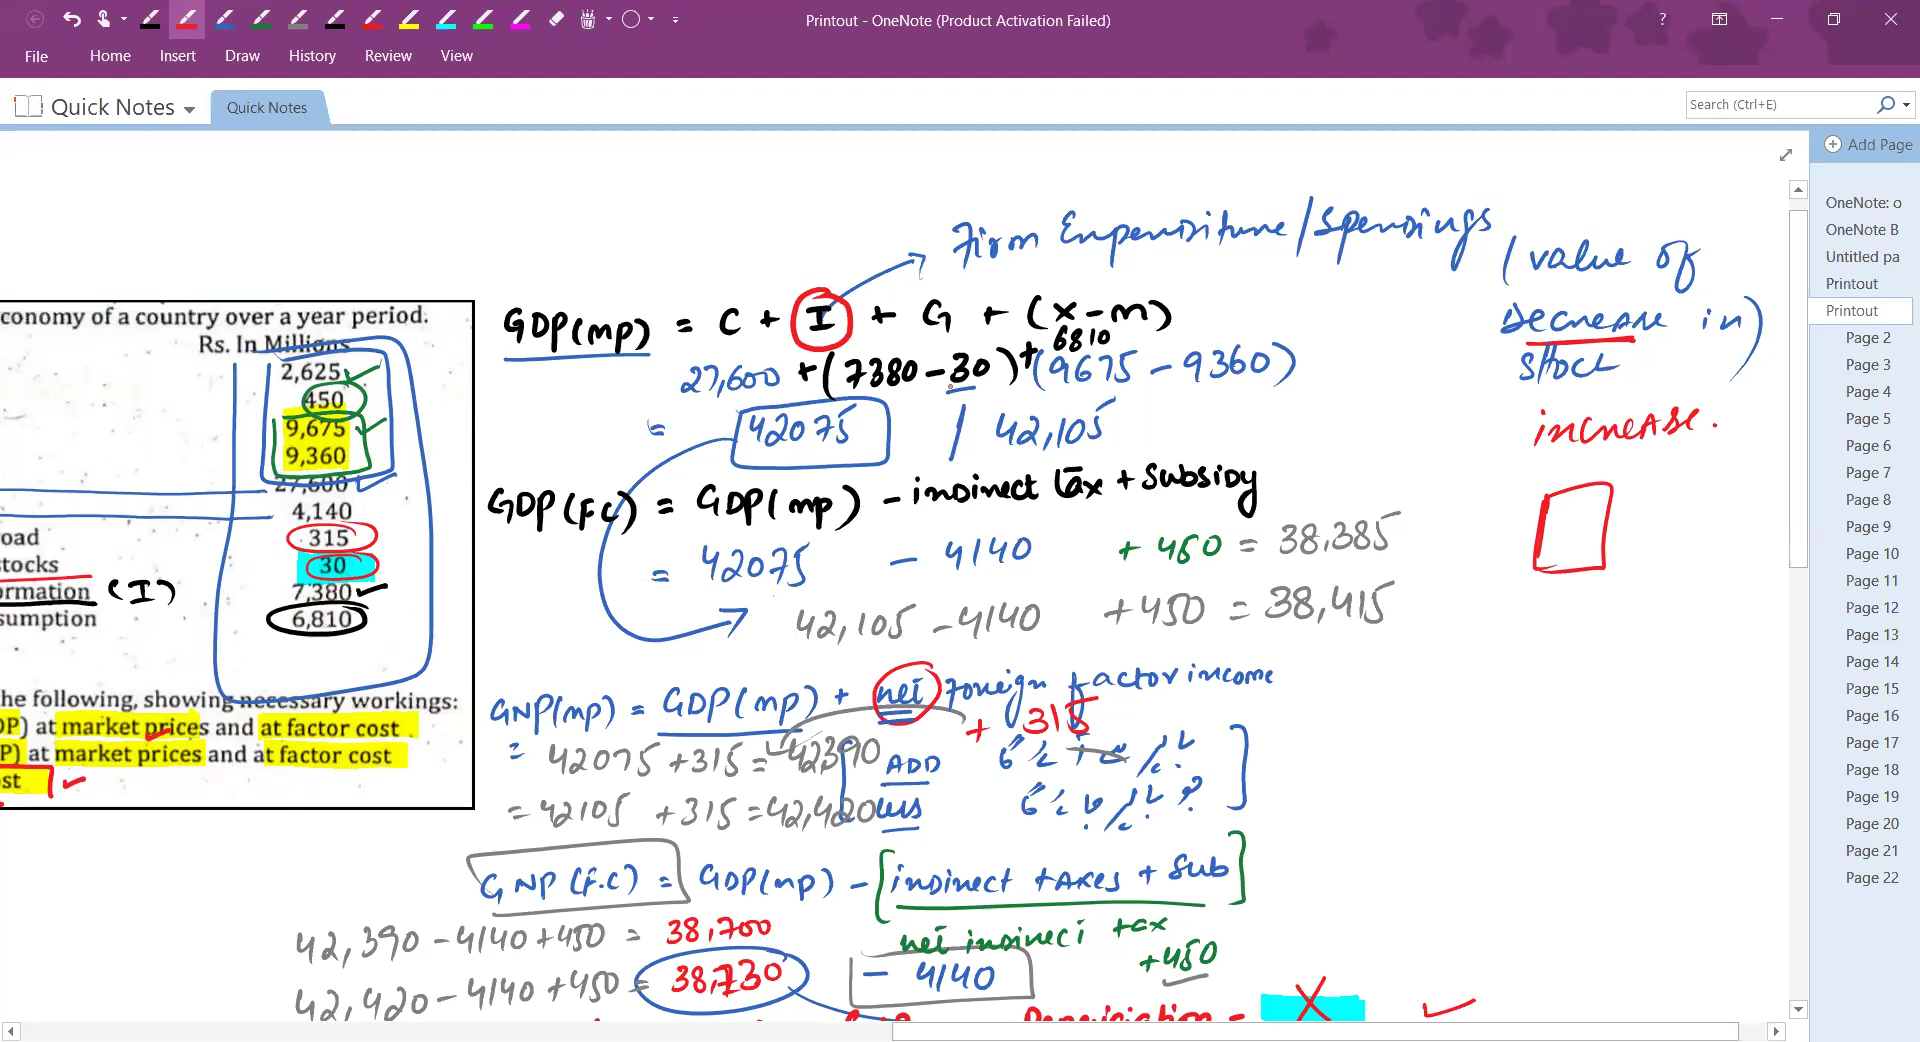 Printout - OneNote (Product Activation Failed)
File Home Insert Draw History Review View
Quick Notes
Quick Notes
Search (Ctrl+E)
Add Page
OneNote: o
OneNote B
Untitled pa
Printout
Printout
Page 2
Page 3
Page 4
Page 5
Page 6
Page 7
Page 8
Page 9
Page 10
Page 11
Page 12
Page 13
Page 14
Page 15
Page 16
Page 17
Page 18
Page 19
Page 20
Page 21
Page 22
conomy of a country over a year period.
Rs. In Millions
2,625
450
9,675
9,360
27,600
4,140
oad 315
tocks 30
rmation (I) 7,380
sumption 6,810
he following, showing necessary workings:
OP) at market prices and at factor cost
P) at market prices and at factor cost
st
Firm Expenditure/Spendings
(value of
Decrease in)
stock
increase.
GDP(mp) = C + I + G + (X-m)
6810
27,600 +(7380-30)+(9675-9360)
= 42075 / 42,105
GDP(FC) = GDP(mp) - indirect tax + subsidy
= 42075 - 4140 + 450 = 38,385
42,105 - 4140 + 450 = 38,415
GNP(mp) = GDP(mp) + net foreign factor income
+ 315
= 42075 + 315 = 42,390
ADD
= 42105 + 315 = 42,420
GNP (F.C) = GDP(mp) - [indirect taxes + Sub]
42,390 - 4140 + 450 = 38,700
net indirect tax
+450
42,420 - 4140 + 450 = 38,730
- 4140